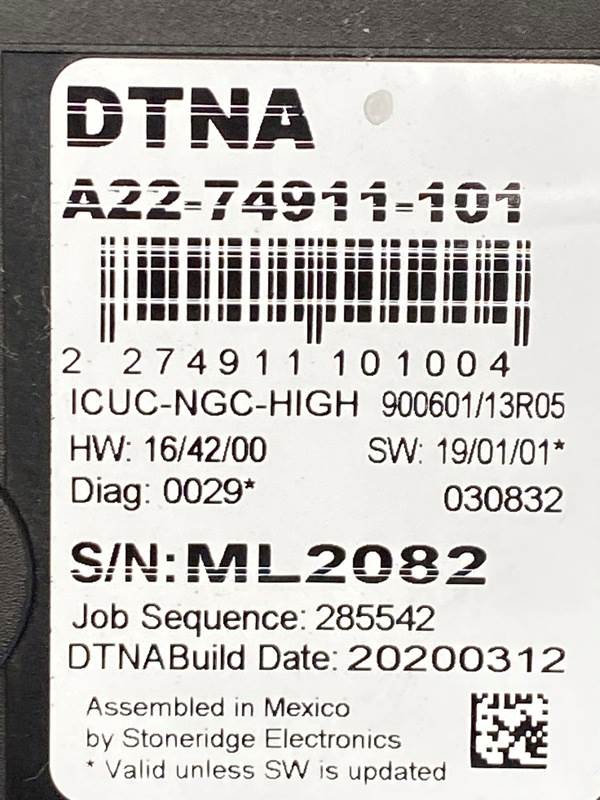 DTNA
A22-74911-101
2 274911 101004
ICUC-NGC-HIGH 900601/13R05
HW: 16/42/00 SW: 19/01/01*
Diag: 0029* 030832
S/N:ML2082
Job Sequence: 285542
DTNABuild Date: 20200312
Assembled in Mexico
by Stoneridge Electronics
* Valid unless SW is updated